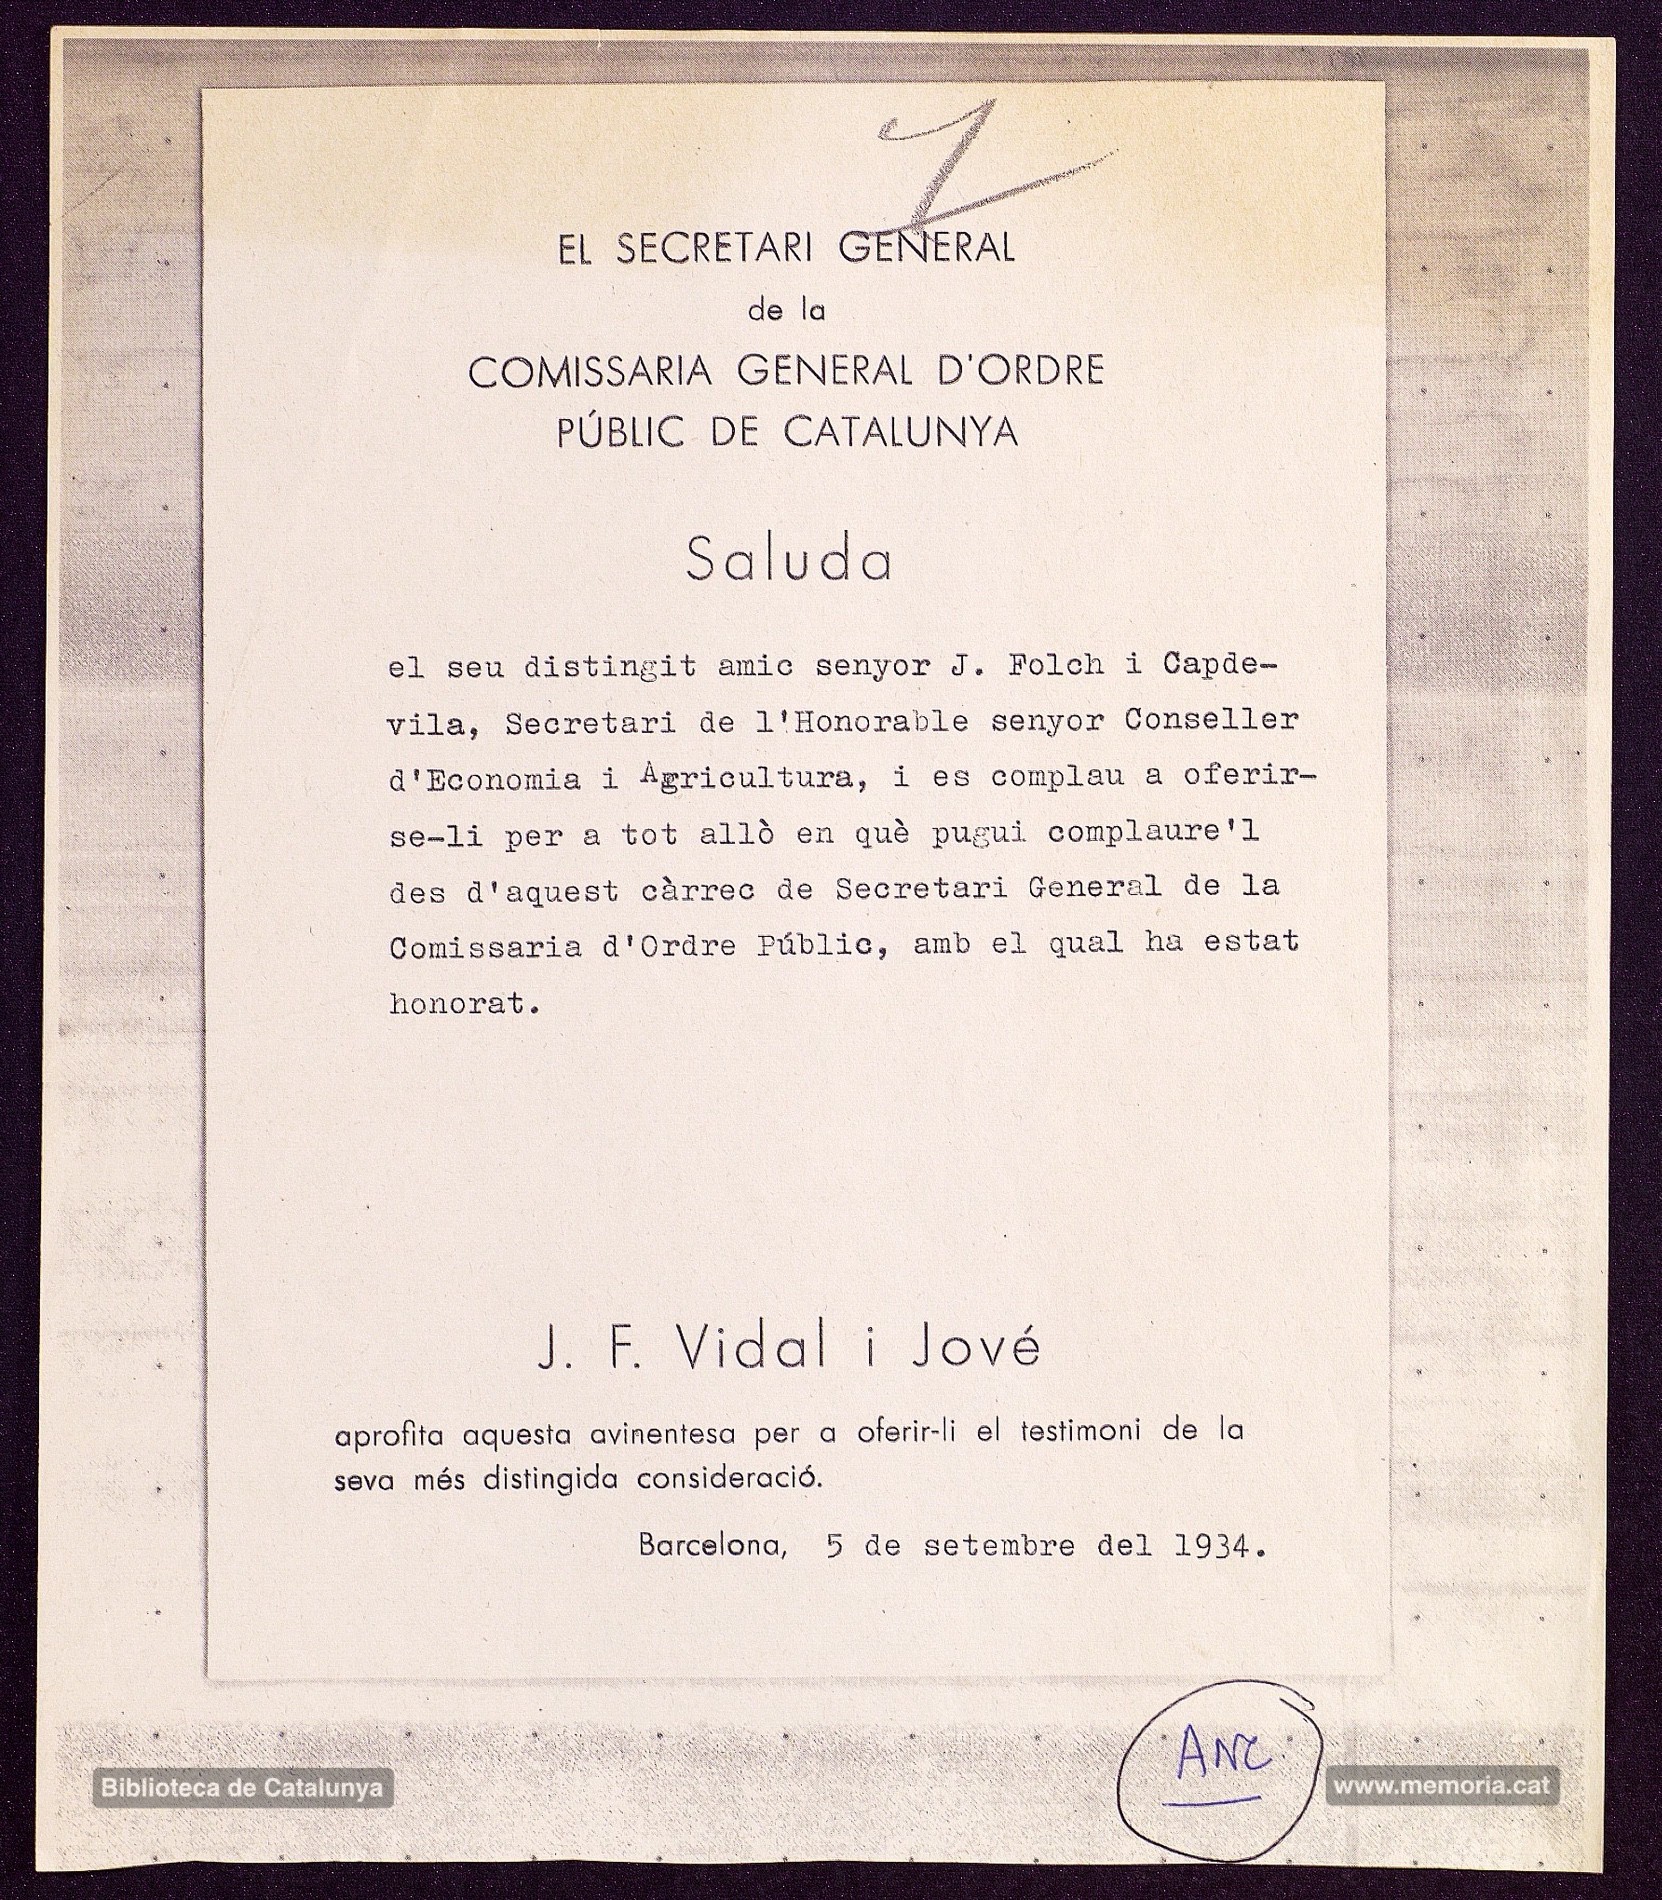 EL SECRETARI GENERAL
de la
COMISSARIA GENERAL D'ORDRE
PÚBLIC DE CATALUNYA
Saluda
el seu distingit amic senyor J. Folch i Capde-
vila, Secretari de l'Honorable senyor Conseller
d'Economia i Agricultura, i es complau a oferir-
se-li per a tot allò en què pugui complaure'l
des d'aquest càrrec de Secretari General de la
Comissaria d'Ordre Públic, amb el qual ha estat
honorat.
J. F. Vidal i Jové
aprofita aquesta avinentesa per a oferir-li el testimoni de la
seva més distingida consideració.
Barcelona, 5 de setembre del 1934.
ANC
Biblioteca de Catalunya
www.memoria.cat